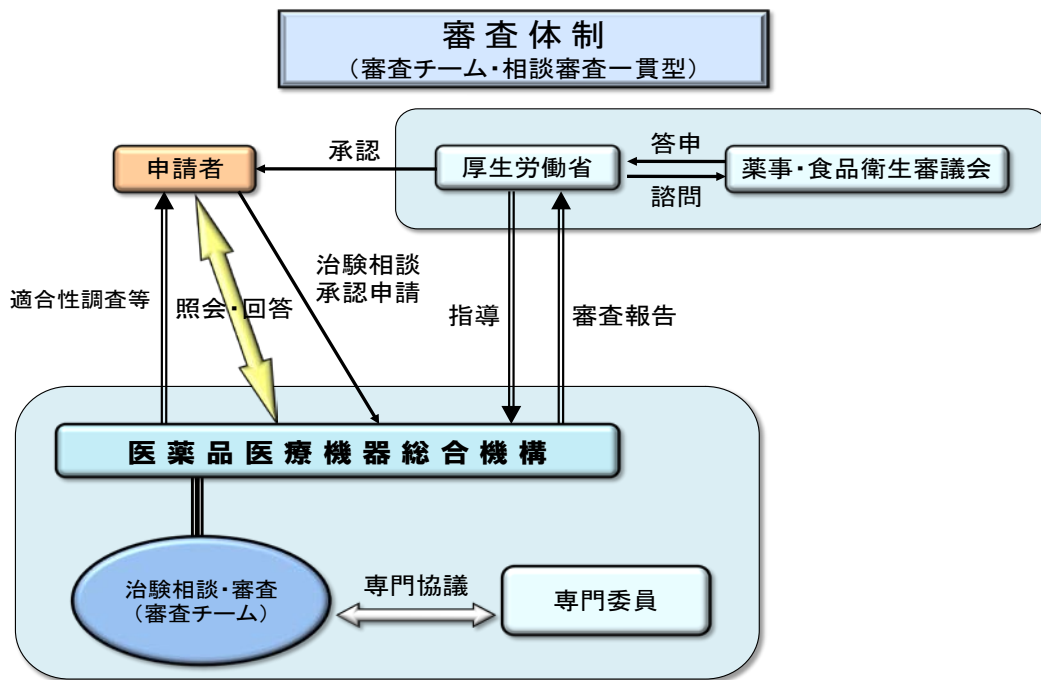 審査体制
（審査チーム・相談審査一貫型）
申請者
承認
厚生労働省
答申
諮問
薬事・食品衛生審議会
適合性調査等
照会・回答
治験相談
承認申請
指導
審査報告
医薬品医療機器総合機構
治験相談・審査
（審査チーム）
専門協議
専門委員